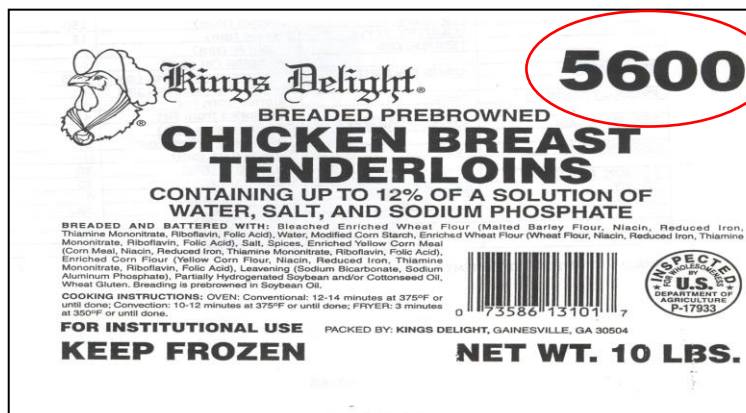 Kings Delight®
5600
BREADED PREBROWNED
CHICKEN BREAST
TENDERLOINS
CONTAINING UP TO 12% OF A SOLUTION OF
WATER, SALT, AND SODIUM PHOSPHATE
BREADED AND BATTERED WITH: Bleached Enriched Wheat Flour (Malted Barley Flour, Niacin, Reduced Iron,
Thiamine Mononitrate, Riboflavin, Folic Acid), Water, Modified Corn Starch, Enriched Wheat Flour (Wheat Flour, Niacin, Reduced Iron, Thiamine
Mononitrate, Riboflavin, Folic Acid), Salt, Spices, Enriched Yellow Corn Meal
(Corn Meal, Niacin, Reduced Iron, Thiamine Mononitrate, Riboflavin, Folic Acid),
Enriched Corn Flour (Yellow Corn Flour, Niacin, Reduced Iron, Thiamine
Mononitrate, Riboflavin, Folic Acid), Leavening (Sodium Bicarbonate, Sodium
Aluminum Phosphate), Partially Hydrogenated Soybean and/or Cottonseed Oil,
Wheat Gluten. Breading is prebrowned in Soybean Oil.
COOKING INSTRUCTIONS: OVEN: Conventional: 12-14 minutes at 375ºF or
until done; Convection: 10-12 minutes at 375ºF or until done; FRYER: 3 minutes
at 350ºF or until done.
0 73586 13101 7
INSPECTED
FOR WHOLESOMENESS
BY
U.S.
DEPARTMENT OF
AGRICULTURE
P-17933
FOR INSTITUTIONAL USE
PACKED BY: KINGS DELIGHT, GAINESVILLE, GA 30504
KEEP FROZEN
NET WT. 10 LBS.